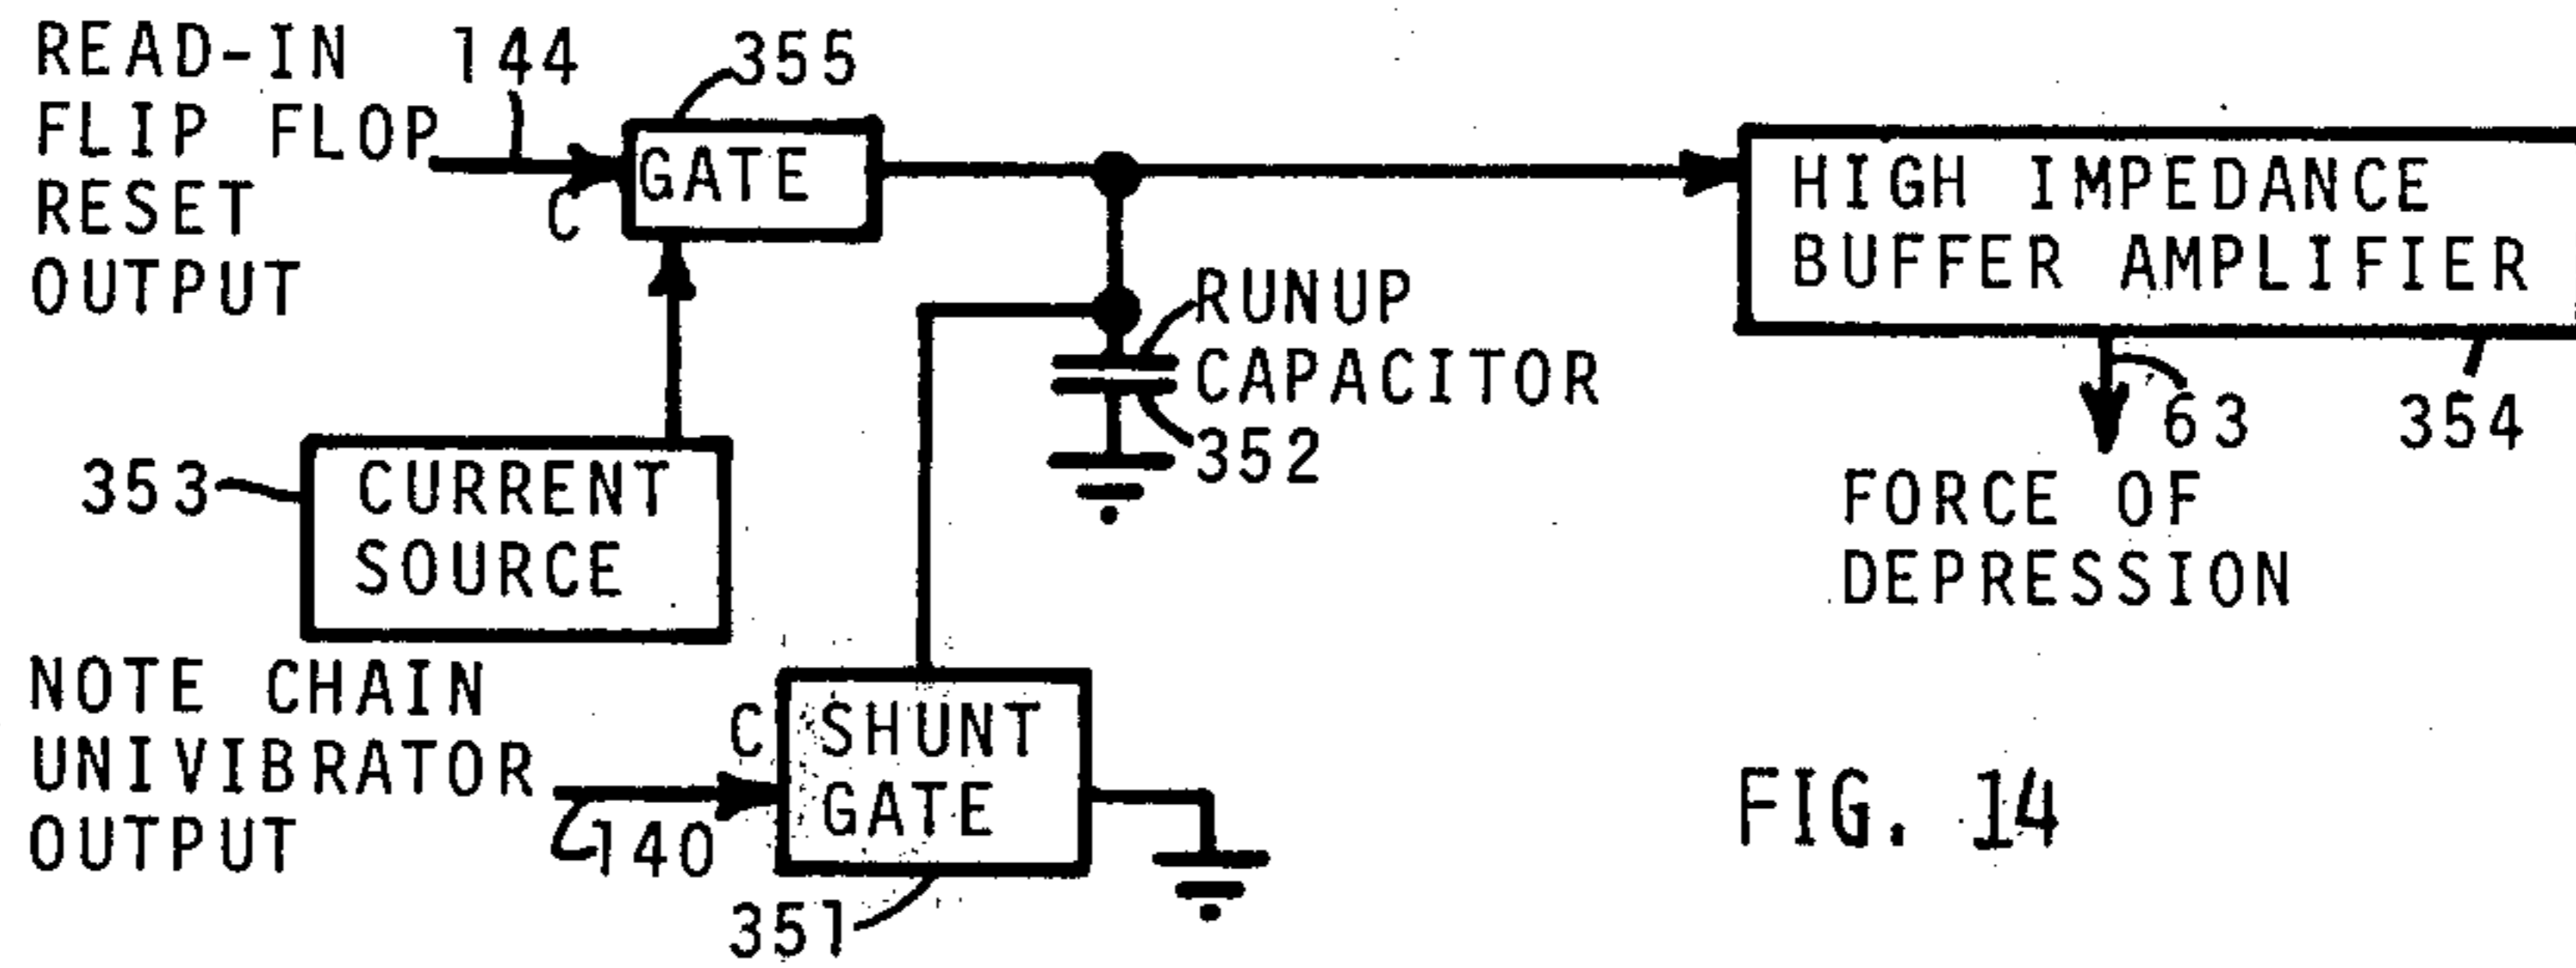 READ-IN
FLIP FLOP
RESET
OUTPUT
144
C
355
GATE
HIGH IMPEDANCE
BUFFER AMPLIFIER
63
354
FORCE OF
DEPRESSION
RUNUP
CAPACITOR
352
353
CURRENT
SOURCE
NOTE CHAIN
UNIVIBRATOR
OUTPUT
140
C
SHUNT
GATE
351
FIG. 14